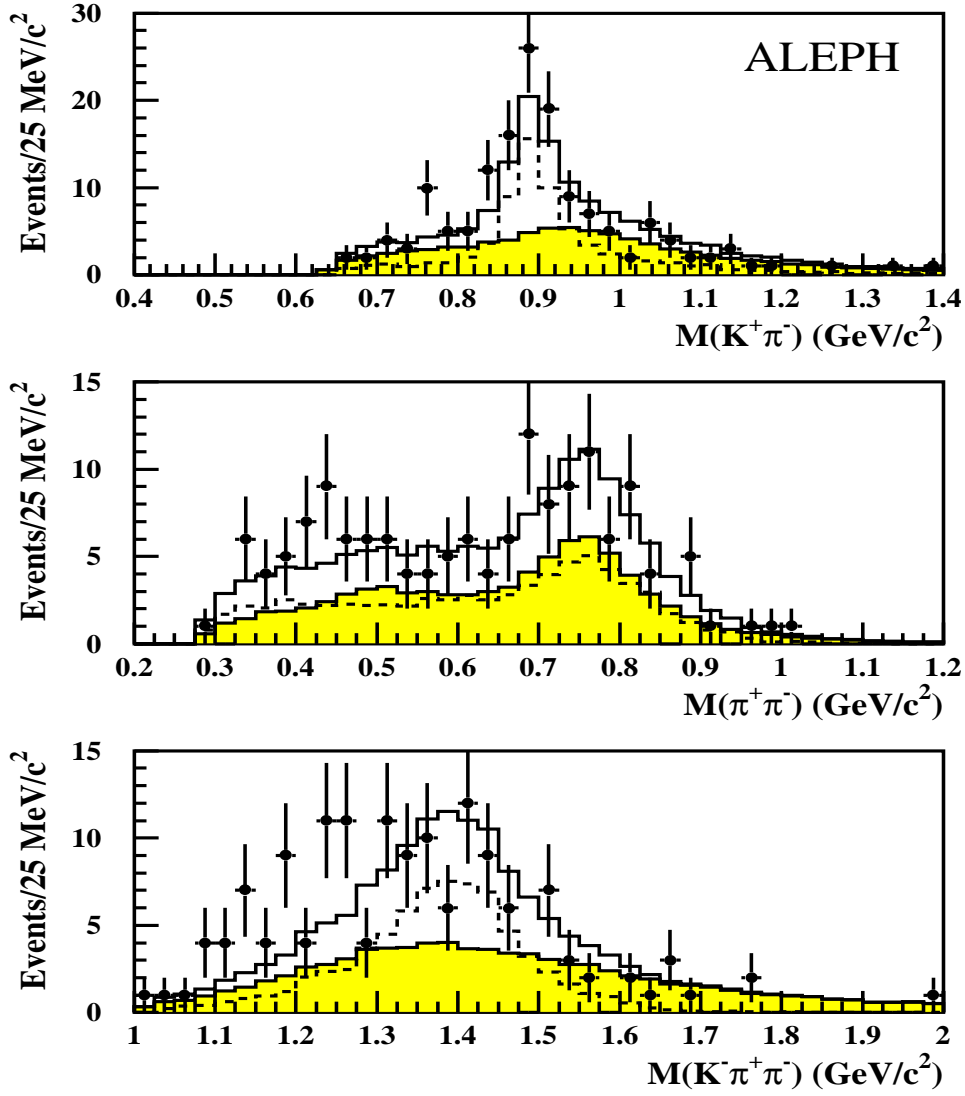 Events/25 MeV/c²
30
20
10
0
ALEPH
0.4 0.5 0.6 0.7 0.8 0.9 1 1.1 1.2 1.3 1.4
M(K⁺π⁻) (GeV/c²)
Events/25 MeV/c²
15
10
5
0
0.2 0.3 0.4 0.5 0.6 0.7 0.8 0.9 1 1.1 1.2
M(π⁺π⁻) (GeV/c²)
Events/25 MeV/c²
15
10
5
0
1 1.1 1.2 1.3 1.4 1.5 1.6 1.7 1.8 1.9 2
M(K⁻π⁺π⁻) (GeV/c²)